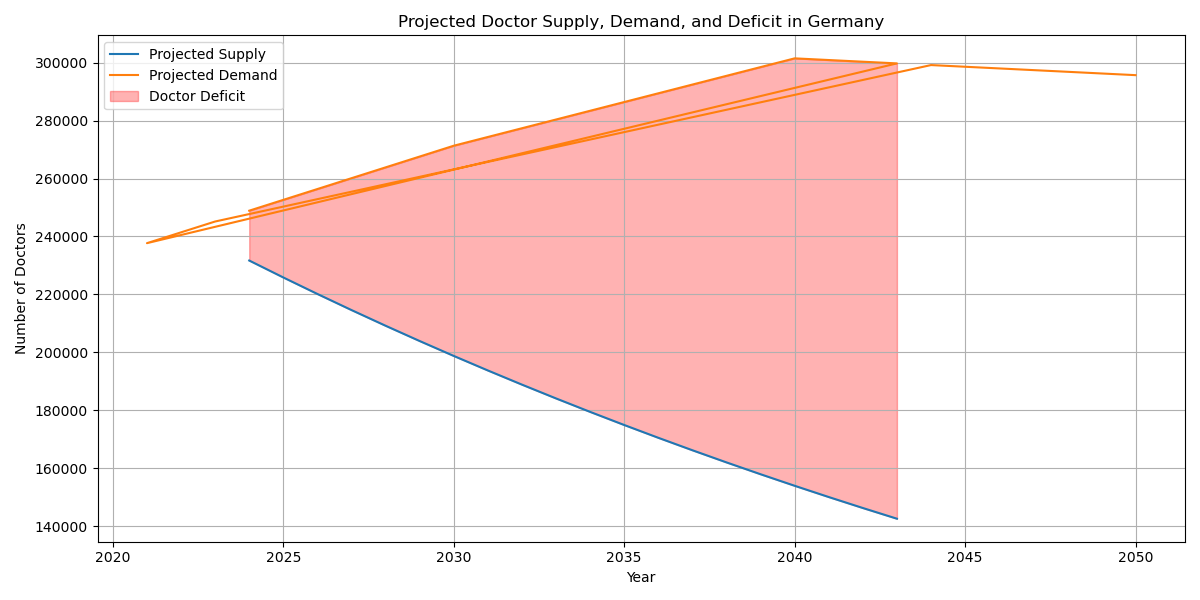 Projected Doctor Supply, Demand, and Deficit in Germany
Projected Supply
Projected Demand
Doctor Deficit
Number of Doctors
300000
280000
260000
240000
220000
200000
180000
160000
140000
2020 2025 2030 2035 2040 2045 2050
Year